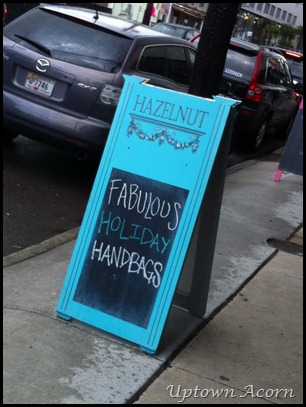 HAZELNUT
FABULOUS
HOLIDAY
HANDBAGS
Uptown Acorn